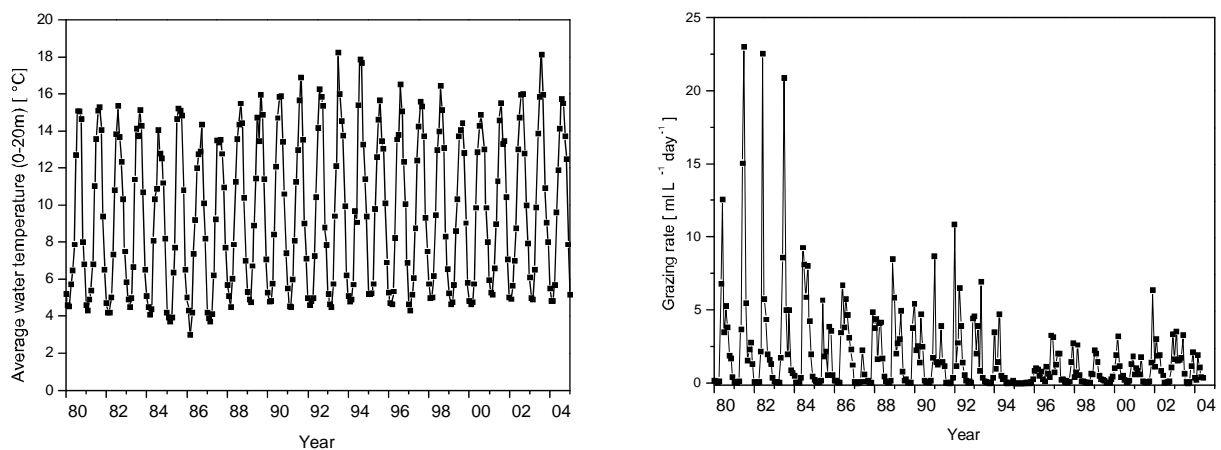 Average water temperature (0-20m) [ °C]
20
18
16
14
12
10
8
6
4
2
0
80 82 84 86 88 90 92 94 96 98 00 02 04
Year
Grazing rate [ ml L⁻¹ day⁻¹]
25
20
15
10
5
0
80 82 84 86 88 90 92 94 96 98 00 02 04
Year